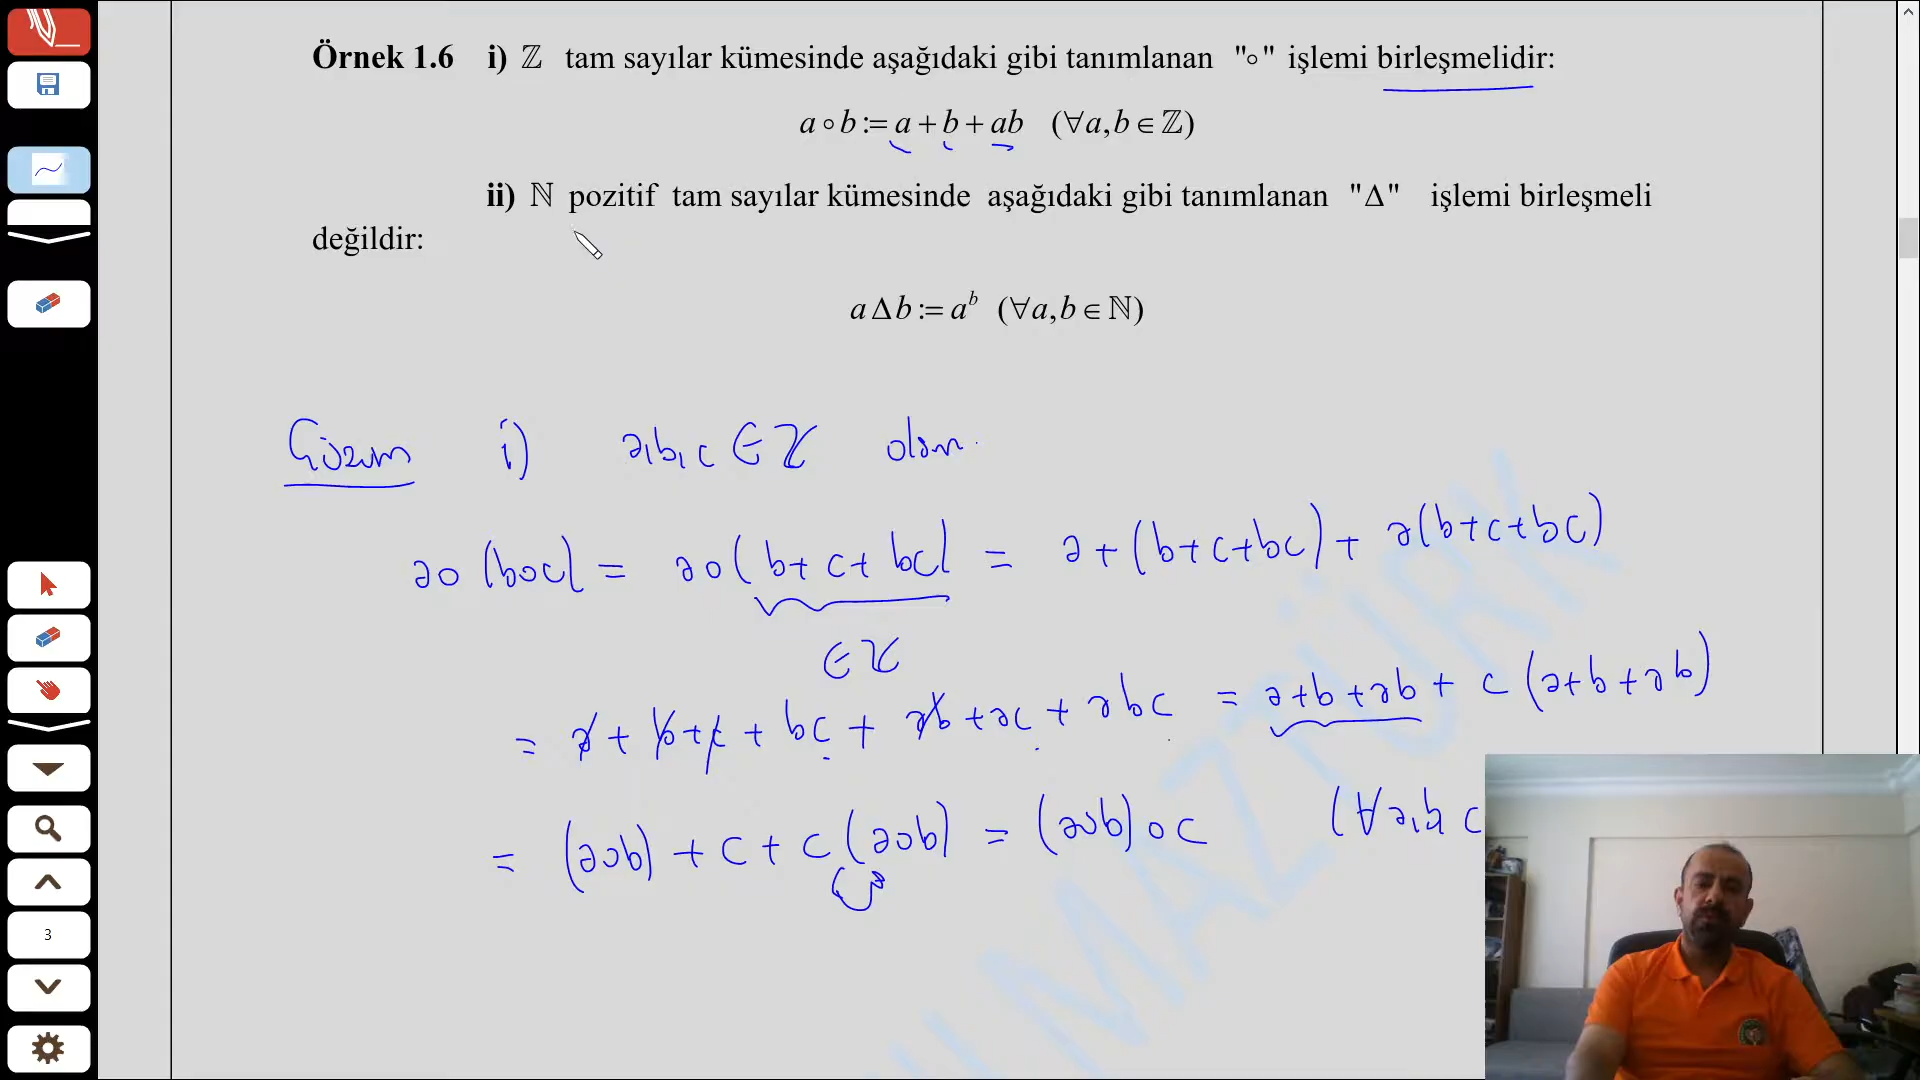 Örnek 1.6 i) ℤ tam sayılar kümesinde aşağıdaki gibi tanımlanan "∘" işlemi birleşmelidir:
a∘b := a + b + ab (∀a,b∈ℤ)
ii) ℕ pozitif tam sayılar kümesinde aşağıdaki gibi tanımlanan "Δ" işlemi birleşmeli
değildir:
a Δ b := a^b (∀a,b∈ℕ)
Çözüm i) a,b,c ∈ ℤ olsun.
a∘(b∘c) = a∘(b+c+bc) = a+(b+c+bc)+a(b+c+bc)
∈ ℤ
= a+b+c+bc+ab+ac+abc = a+b+ab+c(a+b+ab)
= (a∘b)+c+c(a∘b) = (a∘b)∘c (∀a,b,c
MAZTÜRK
3